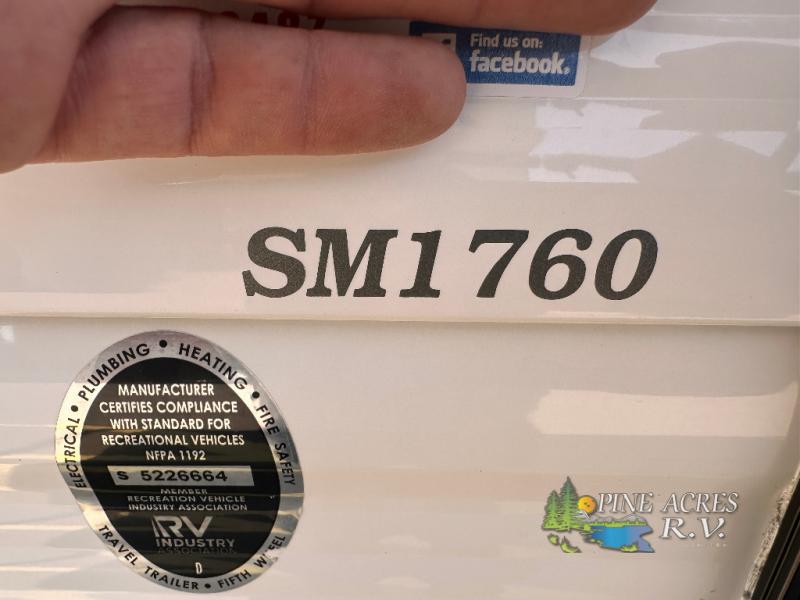 Find us on:
facebook.
SM1760
ELECTRICAL • PLUMBING • HEATING • FIRE SAFETY
MANUFACTURER
CERTIFIES COMPLIANCE
WITH STANDARD FOR
RECREATIONAL VEHICLES
NFPA 1192
S 5226664
MEMBER
RECREATION VEHICLE
INDUSTRY ASSOCIATION
RV
INDUSTRY
ASSOCIATION
D
TRAVEL TRAILER • FIFTH WHEEL
PINE ACRES
R.V.